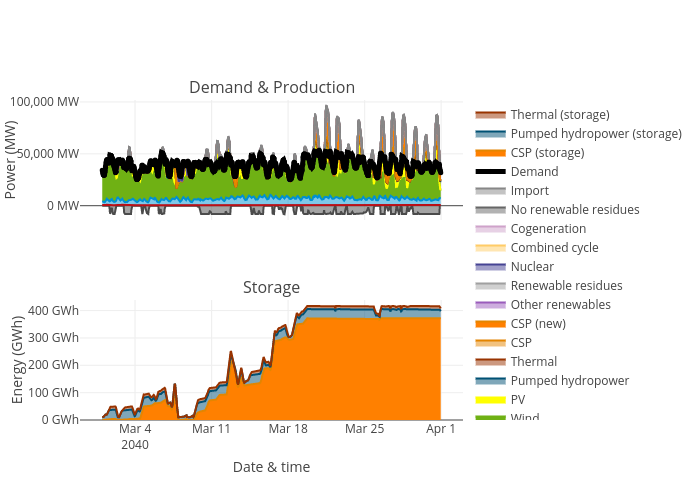 Demand & Production
100,000 MW
50,000 MW
0 MW
Power (MW)
Thermal (storage)
Pumped hydropower (storage)
CSP (storage)
Demand
Import
No renewable residues
Cogeneration
Combined cycle
Nuclear
Renewable residues
Other renewables
CSP (new)
CSP
Thermal
Pumped hydropower
PV
Wind
Storage
400 GWh
300 GWh
200 GWh
100 GWh
0 GWh
Energy (GWh)
Mar 4
2040
Mar 11
Mar 18
Mar 25
Apr 1
Date & time